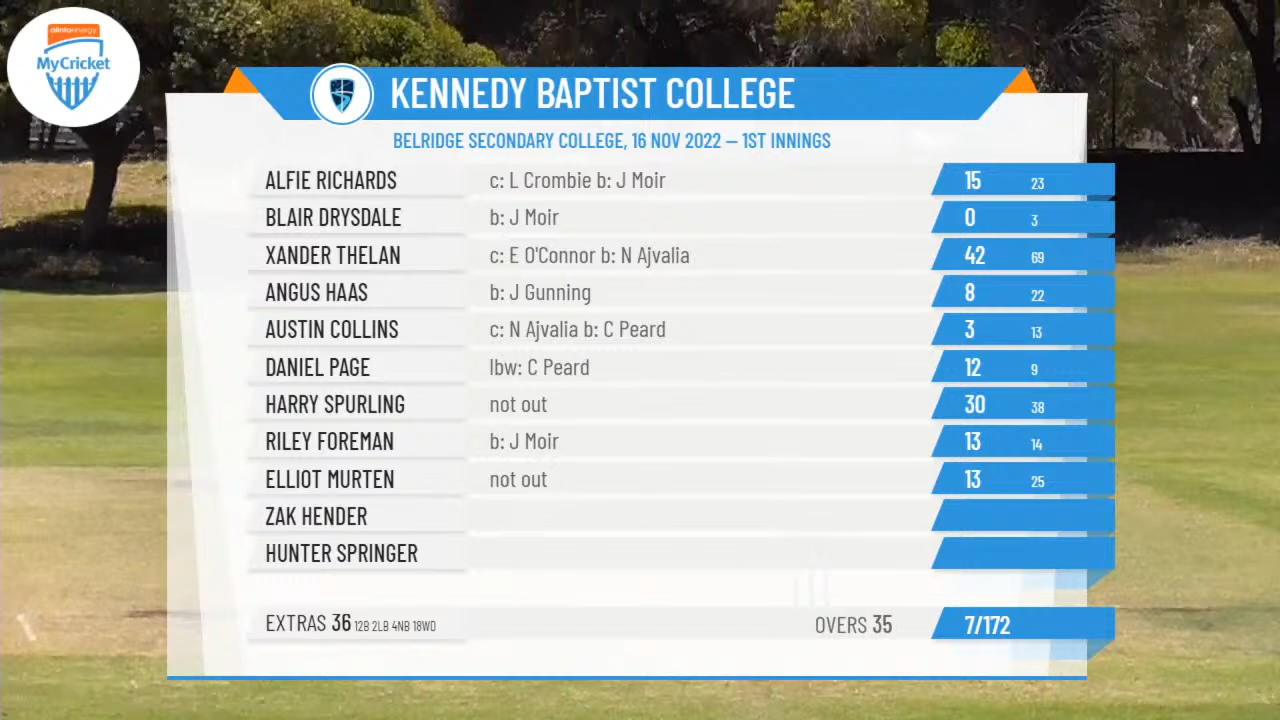 alintaenergy
MyCricket
KENNEDY BAPTIST COLLEGE
BELRIDGE SECONDARY COLLEGE, 16 NOV 2022 – 1ST INNINGS
ALFIE RICHARDS c: L Crombie b: J Moir 15 23
BLAIR DRYSDALE b: J Moir 0 3
XANDER THELAN c: E O'Connor b: N Ajvalia 42 69
ANGUS HAAS b: J Gunning 8 22
AUSTIN COLLINS c: N Ajvalia b: C Peard 3 13
DANIEL PAGE lbw: C Peard 12 9
HARRY SPURLING not out 30 38
RILEY FOREMAN b: J Moir 13 14
ELLIOT MURTEN not out 13 25
ZAK HENDER
HUNTER SPRINGER
EXTRAS 36 12B 2LB 4NB 18WD OVERS 35 7/172